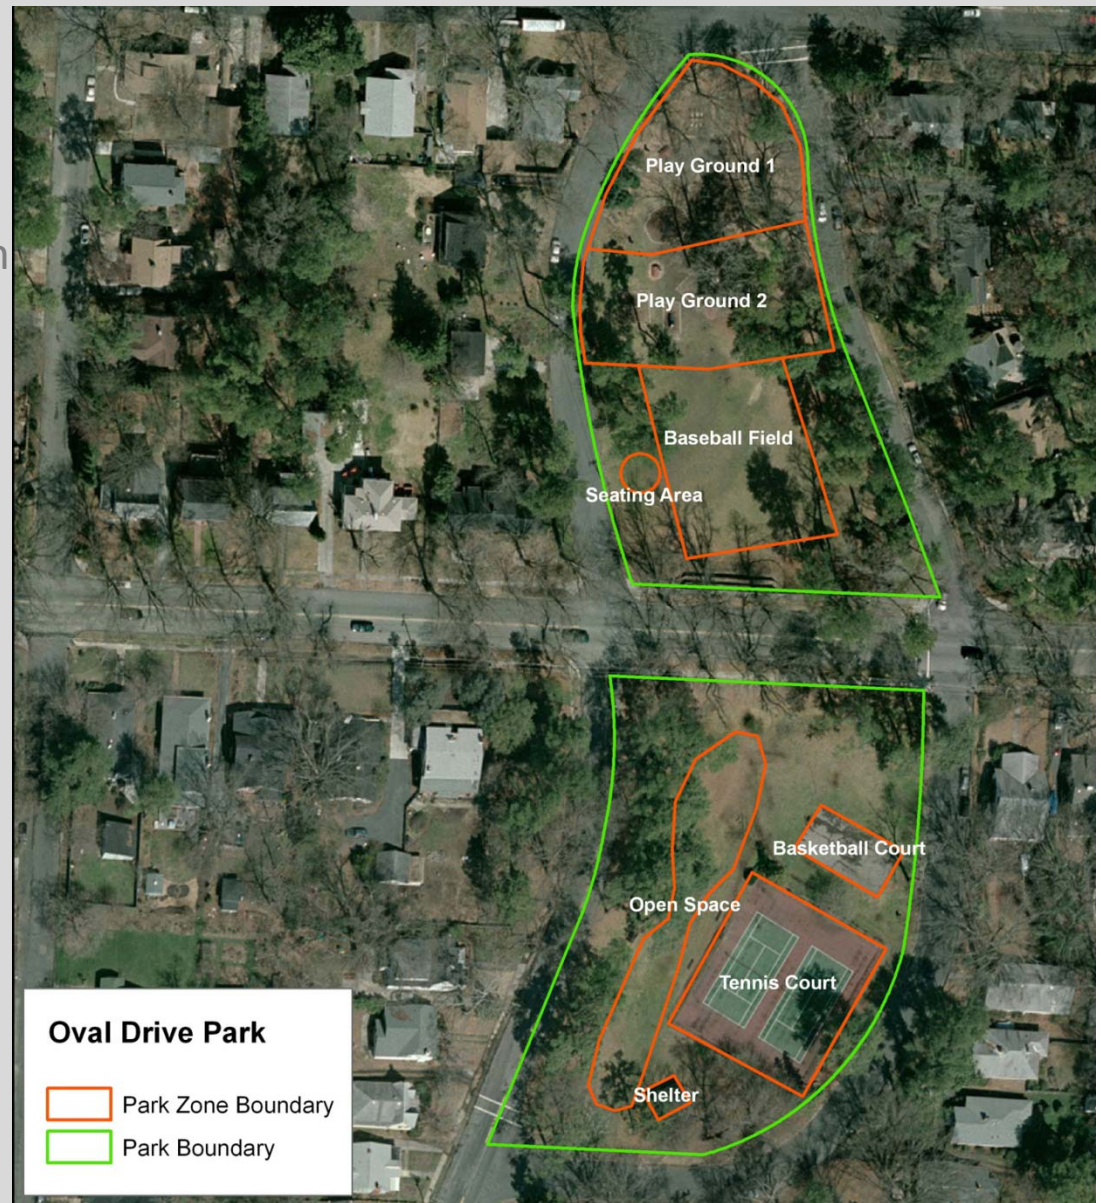 n
Play Ground 1
Play Ground 2
Baseball Field
Seating Area
Basketball Court
Open Space
Tennis Court
Shelter
Oval Drive Park
Park Zone Boundary
Park Boundary